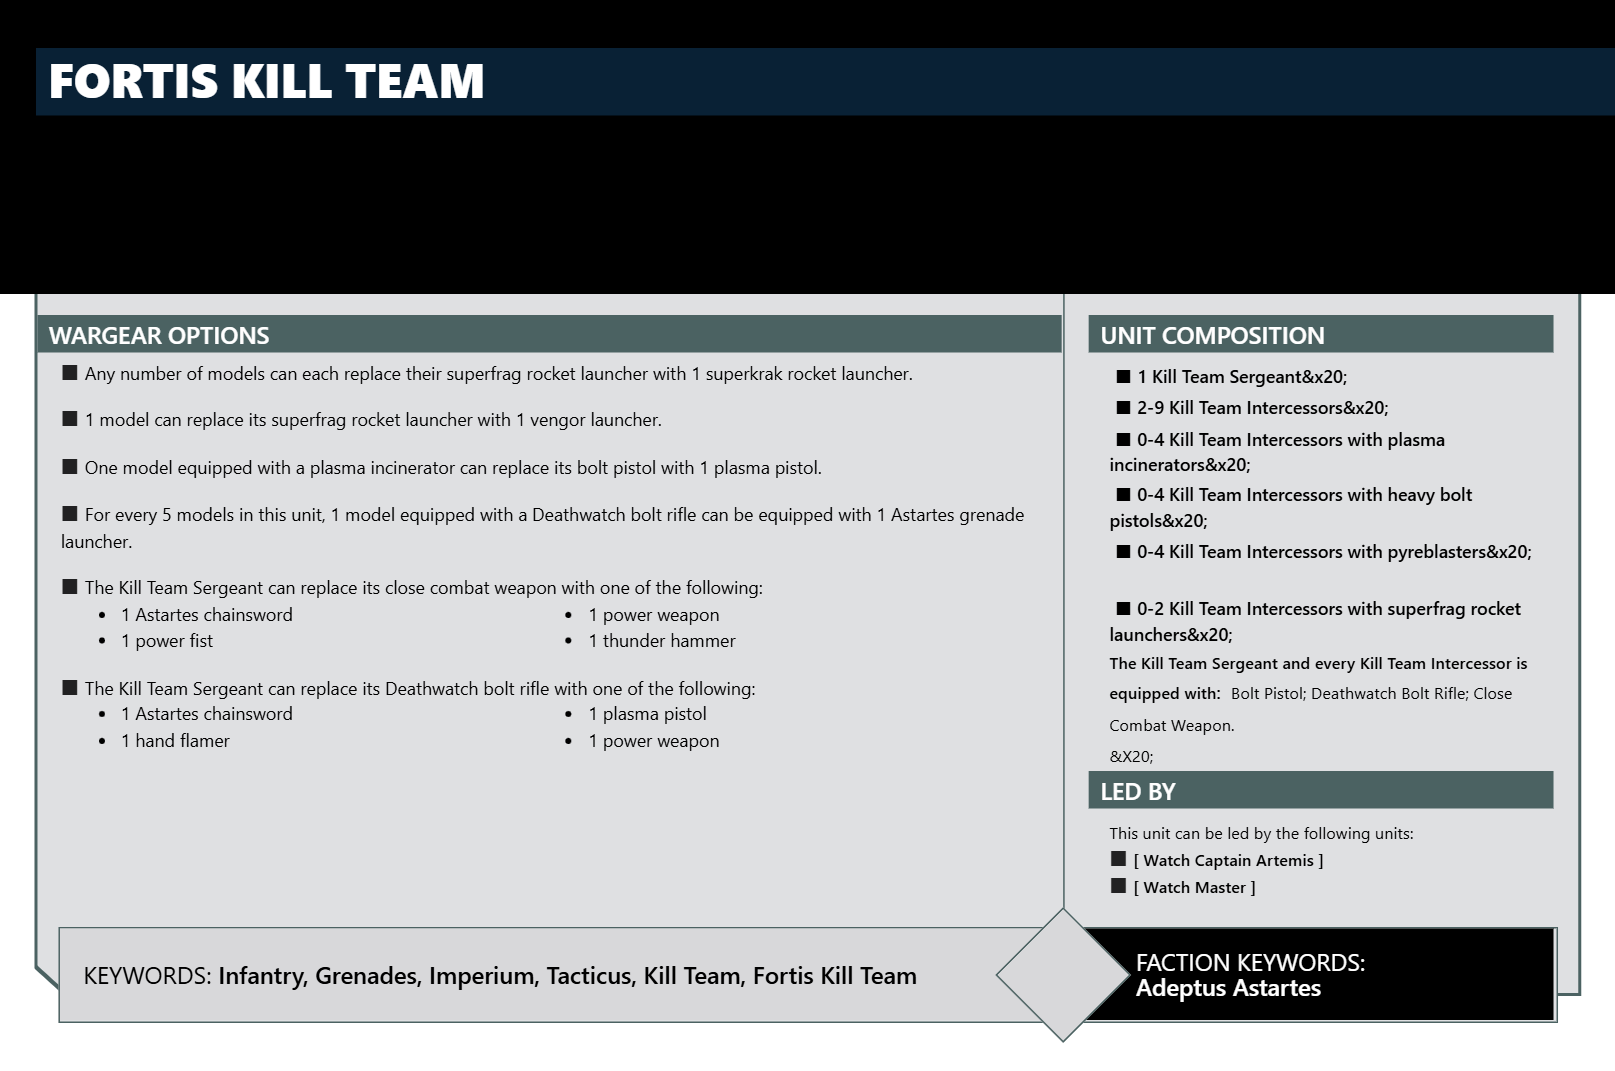 FORTIS KILL TEAM
WARGEAR OPTIONS
■ Any number of models can each replace their superfrag rocket launcher with 1 superkrak rocket launcher.
■ 1 model can replace its superfrag rocket launcher with 1 vengor launcher.
■ One model equipped with a plasma incinerator can replace its bolt pistol with 1 plasma pistol.
■ For every 5 models in this unit, 1 model equipped with a Deathwatch bolt rifle can be equipped with 1 Astartes grenade
launcher.
■ The Kill Team Sergeant can replace its close combat weapon with one of the following:
• 1 Astartes chainsword
• 1 power weapon
• 1 power fist
• 1 thunder hammer
■ The Kill Team Sergeant can replace its Deathwatch bolt rifle with one of the following:
• 1 Astartes chainsword
• 1 plasma pistol
• 1 hand flamer
• 1 power weapon
UNIT COMPOSITION
■ 1 Kill Team Sergeant&x20;
■ 2-9 Kill Team Intercessors&x20;
■ 0-4 Kill Team Intercessors with plasma
incinerators&x20;
■ 0-4 Kill Team Intercessors with heavy bolt
pistols&x20;
■ 0-4 Kill Team Intercessors with pyreblasters&x20;
■ 0-2 Kill Team Intercessors with superfrag rocket
launchers&x20;
The Kill Team Sergeant and every Kill Team Intercessor is
equipped with: Bolt Pistol; Deathwatch Bolt Rifle; Close
Combat Weapon.
&X20;
LED BY
This unit can be led by the following units:
■ [ Watch Captain Artemis ]
■ [ Watch Master ]
KEYWORDS: Infantry, Grenades, Imperium, Tacticus, Kill Team, Fortis Kill Team
FACTION KEYWORDS:
Adeptus Astartes